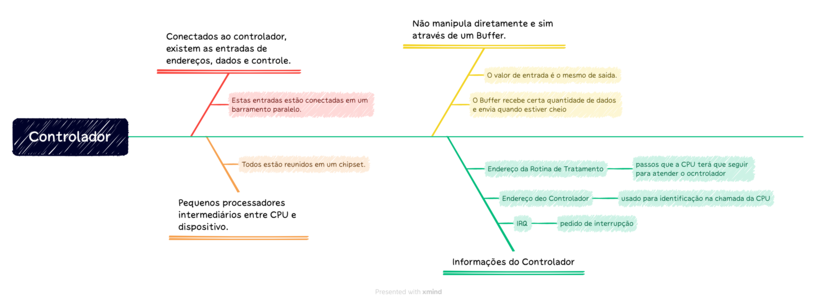 Controlador
Conectados ao controlador,
existem as entradas de
endereços, dados e controle.
Estas entradas estão conectadas em um
barramento paralelo.
Todos estão reunidos em um chipset.
Pequenos processadores
intermediários entre CPU e
dispositivo.
Não manipula diretamente e sim
através de um Buffer.
O valor de entrada é o mesmo de saída.
O Buffer recebe certa quantidade de dados
e envia quando estiver cheio
Endereço da Rotina de Tratamento
passos que a CPU terá que seguir
para atender o ocntrolador
Endereço deo Controlador
usado para identificação na chamada da CPU
IRQ
pedido de interrupção
Informações do Controlador
Presented with xmind